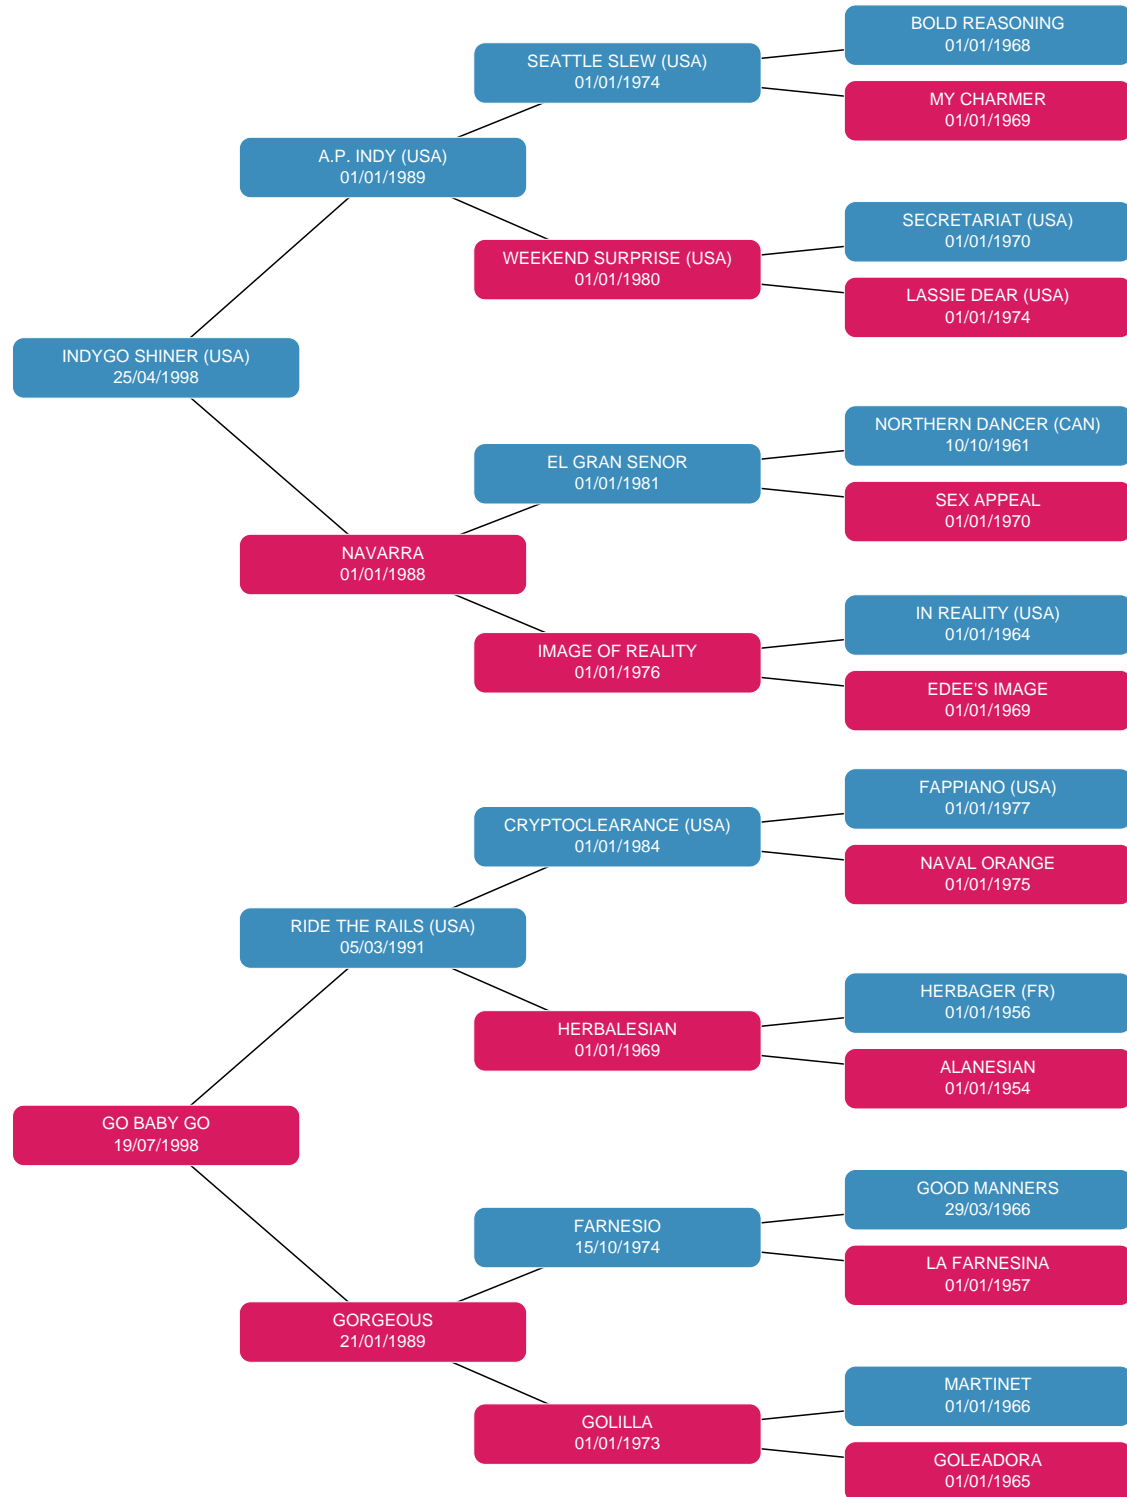 BOLD REASONING
01/01/1968
SEATTLE SLEW (USA)
01/01/1974
MY CHARMER
01/01/1969
A.P. INDY (USA)
01/01/1989
SECRETARIAT (USA)
01/01/1970
WEEKEND SURPRISE (USA)
01/01/1980
LASSIE DEAR (USA)
01/01/1974
INDYGO SHINER (USA)
25/04/1998
NORTHERN DANCER (CAN)
10/10/1961
EL GRAN SENOR
01/01/1981
SEX APPEAL
01/01/1970
NAVARRA
01/01/1988
IN REALITY (USA)
01/01/1964
IMAGE OF REALITY
01/01/1976
EDEE'S IMAGE
01/01/1969
FAPPIANO (USA)
01/01/1977
CRYPTOCLEARANCE (USA)
01/01/1984
NAVAL ORANGE
01/01/1975
RIDE THE RAILS (USA)
05/03/1991
HERBAGER (FR)
01/01/1956
HERBALESIAN
01/01/1969
ALANESIAN
01/01/1954
GO BABY GO
19/07/1998
GOOD MANNERS
29/03/1966
FARNESIO
15/10/1974
LA FARNESINA
01/01/1957
GORGEOUS
21/01/1989
MARTINET
01/01/1966
GOLILLA
01/01/1973
GOLEADORA
01/01/1965